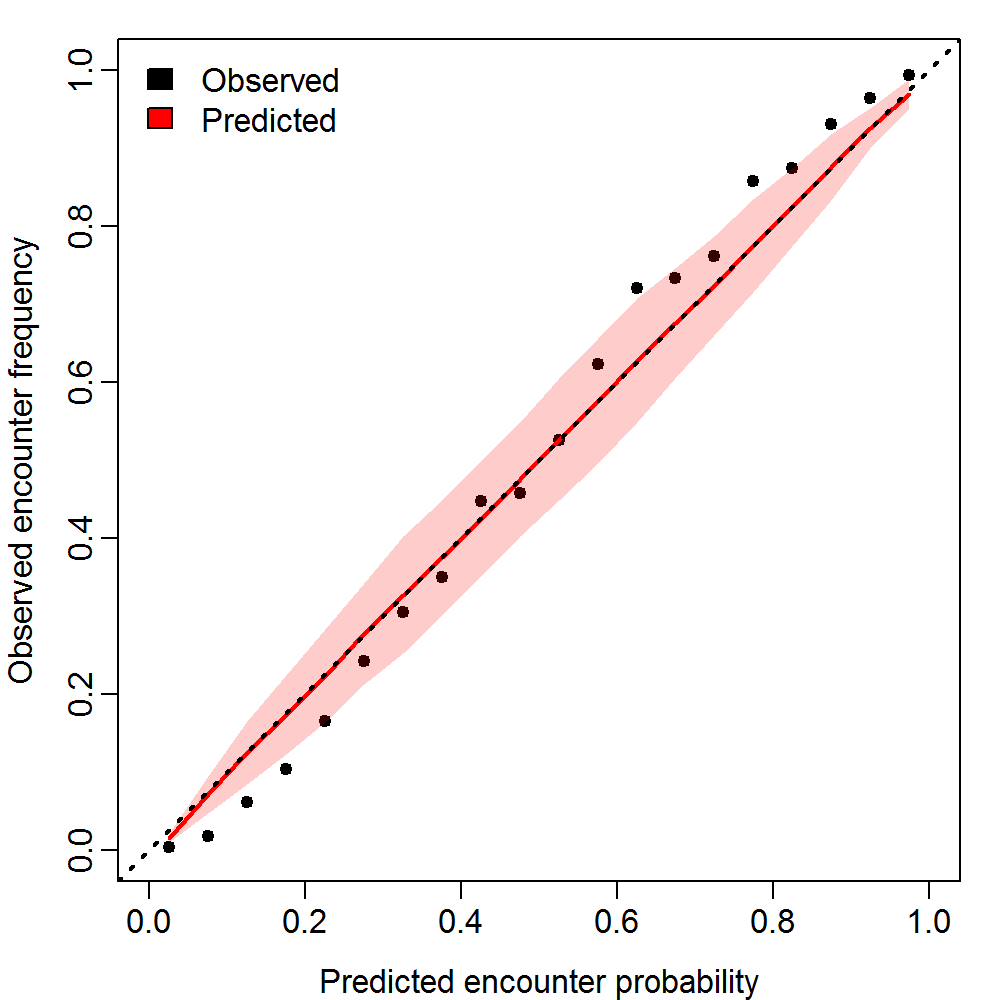 Observed
Predicted
Observed encounter frequency
1.0
0.8
0.6
0.4
0.2
0.0
0.0 0.2 0.4 0.6 0.8 1.0
Predicted encounter probability